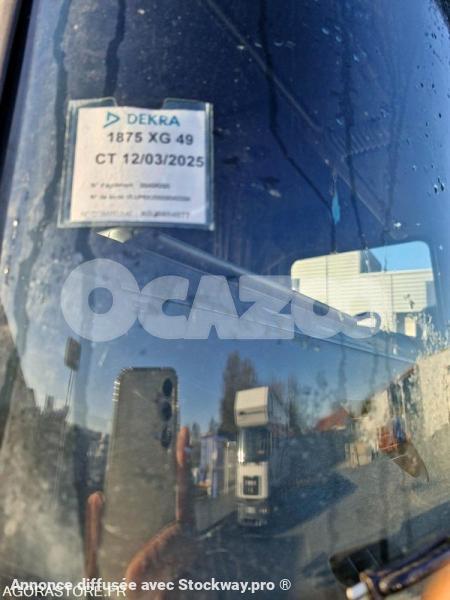 DEKRA
1875 XG 49
CT 12/03/2025
OCAZOO
Annonce diffusée avec Stockway.pro ®
AGORASTORE.FR